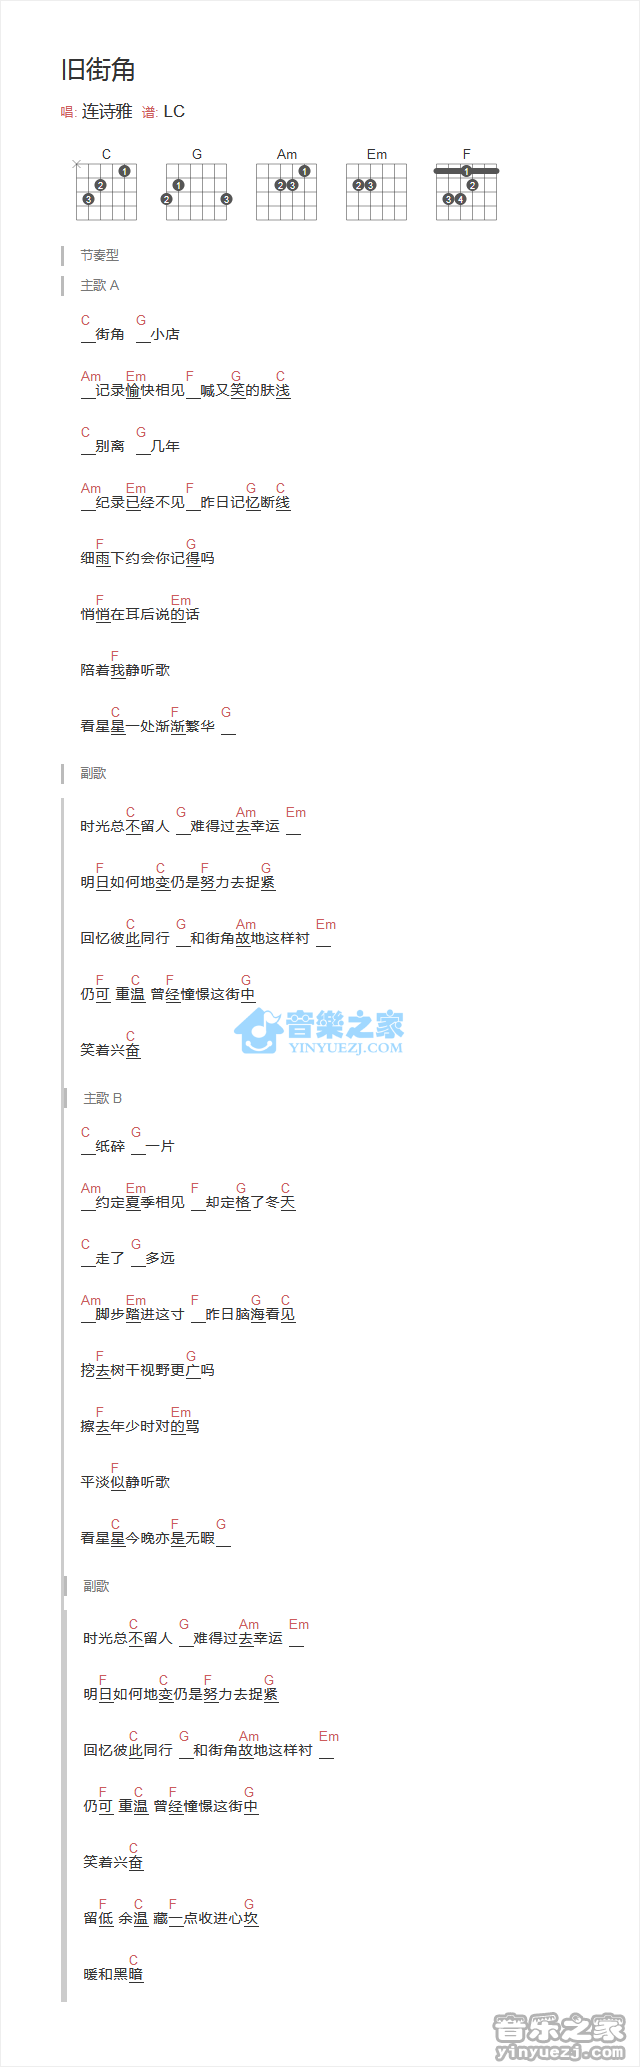 旧街角
唱: 连诗雅 谱: LC
C G Am Em F
× 1 2 3 1 2 3 1 2 3 2 3 1 2 3 4
节奏型
主歌 A
C G
__街角 __小店
Am Em F G C
__记录愉快相见__喊又笑的肤浅
C G
__别离 __几年
Am Em F G C
__纪录已经不见__昨日记忆断线
F G
细雨下约会你记得吗
F Em
悄悄在耳后说的话
F
陪着我静听歌
C F G
看星星一处渐渐繁华 __
副歌
C G Am Em
时光总不留人 __难得过去幸运 __
F C F G
明日如何地变仍是努力去捉紧
C G Am Em
回忆彼此同行 __和街角故地这样衬 __
F C F G
仍可 重温 曾经憧憬这街中
C
笑着兴奋
音樂之家
YINYUEZJ.COM
主歌 B
C G
__纸碎 __一片
Am Em F G C
__约定夏季相见 __却定格了冬天
C G
__走了 __多远
Am Em F G C
__脚步踏进这寸 __昨日脑海看见
F G
挖去树干视野更广吗
F Em
擦去年少时对的骂
F
平淡似静听歌
C F G
看星星今晚亦是无暇__
副歌
C G Am Em
时光总不留人 __难得过去幸运 __
F C F G
明日如何地变仍是努力去捉紧
C G Am Em
回忆彼此同行 __和街角故地这样衬 __
F C F G
仍可 重温 曾经憧憬这街中
C
笑着兴奋
F C F G
留低 余温 藏一点收进心坎
C
暖和黑暗
音乐之家
yinyuezj.com